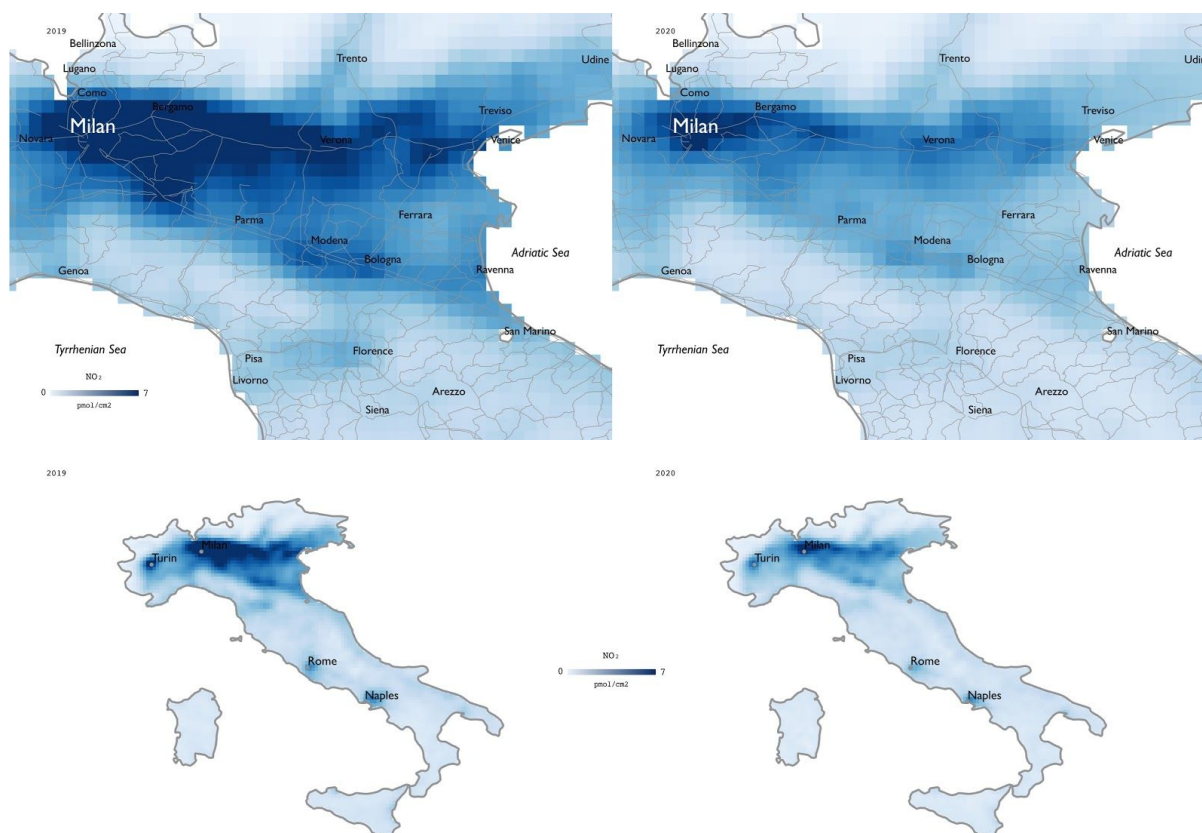 2019
Bellinzona
Lugano
Como
Trento
Udine
Bergamo
Treviso
Novara
Milan
Verona
Venice
Parma
Ferrara
Modena
Bologna
Adriatic Sea
Genoa
Ravenna
San Marino
Tyrrhenian Sea
Pisa
Florence
Livorno
Arezzo
Siena
NO₂
0 7
pmol/cm2
2020
Bellinzona
Lugano
Como
Trento
Udi
Bergamo
Treviso
Novara
Milan
Verona
Venice
Parma
Ferrara
Modena
Bologna
Adriatic Sea
Genoa
Ravenna
San Marino
Tyrrhenian Sea
Pisa
Florence
Livorno
Arezzo
Siena
2019
Milan
Turin
Rome
Naples
NO₂
0 7
pmol/cm2
2020
Milan
Turin
Rome
Naples